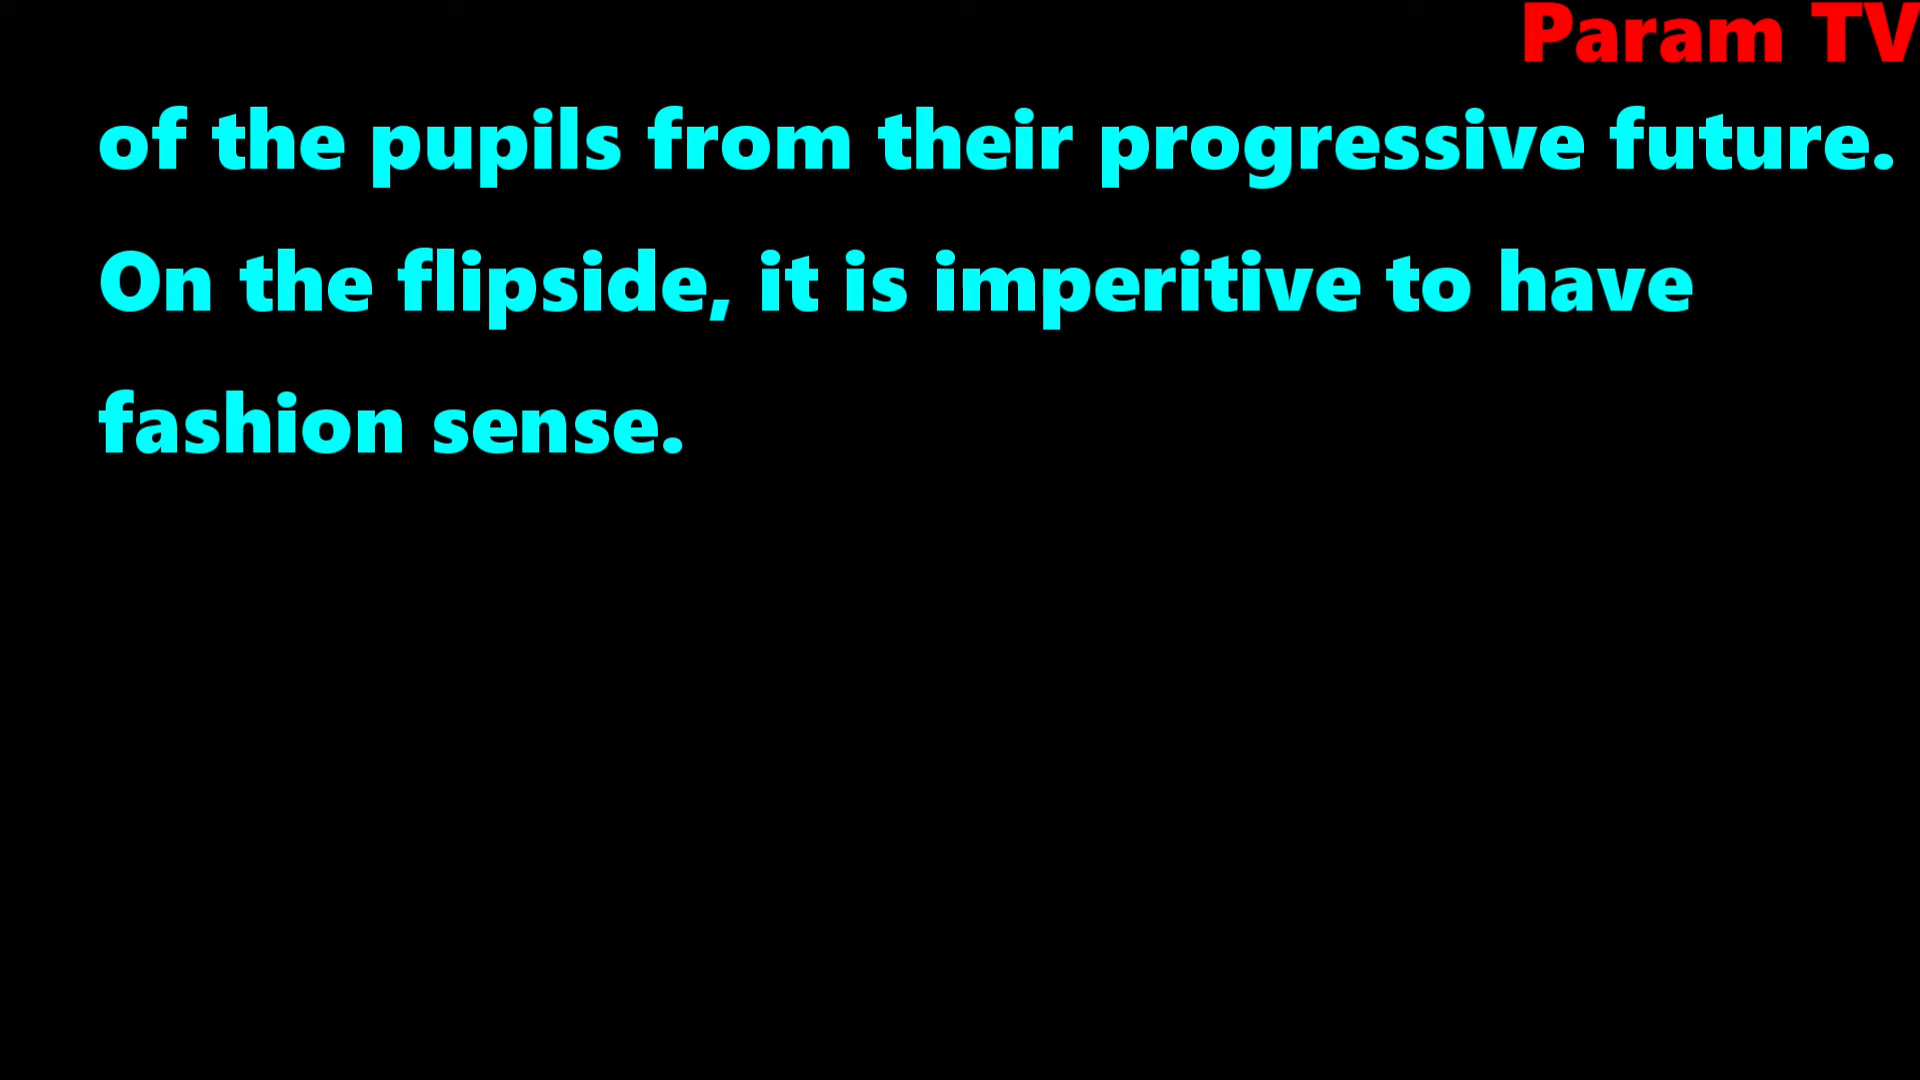 Param TV
of the pupils from their progressive future.
On the flipside, it is imperitive to have
fashion sense.